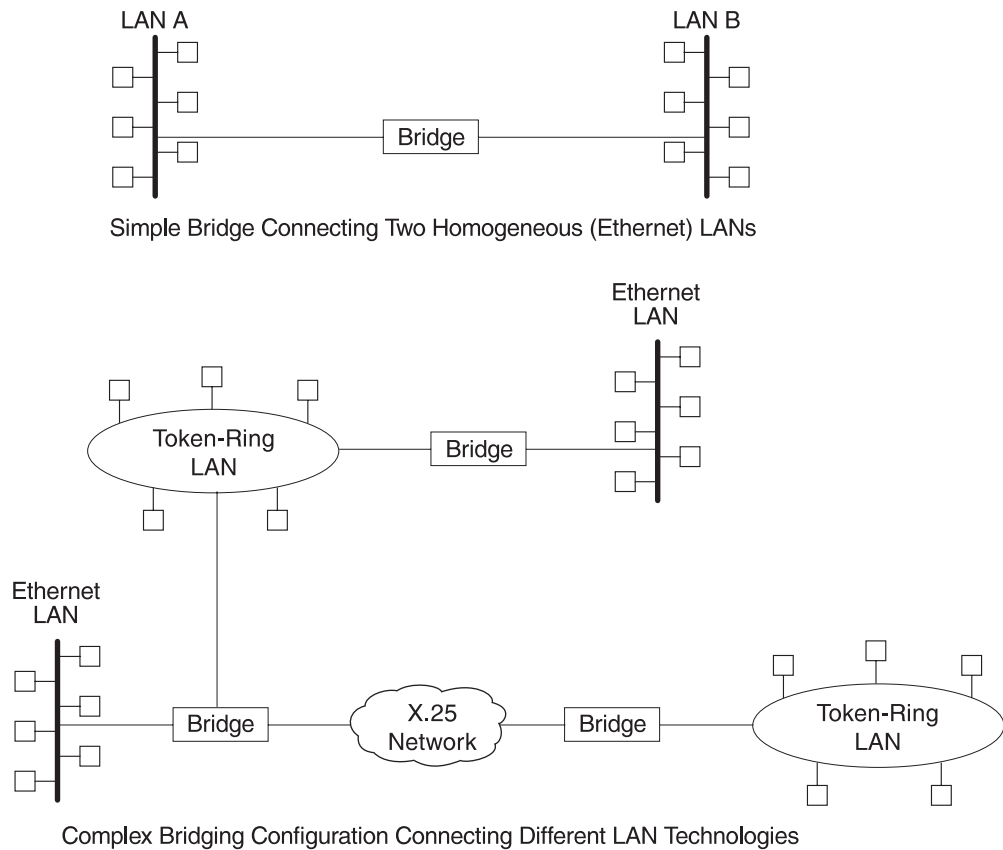 LAN A
LAN B
Bridge
Simple Bridge Connecting Two Homogeneous (Ethernet) LANs
Ethernet
LAN
Token-Ring
LAN
Bridge
Ethernet
LAN
Bridge
X.25
Network
Bridge
Token-Ring
LAN
Complex Bridging Configuration Connecting Different LAN Technologies